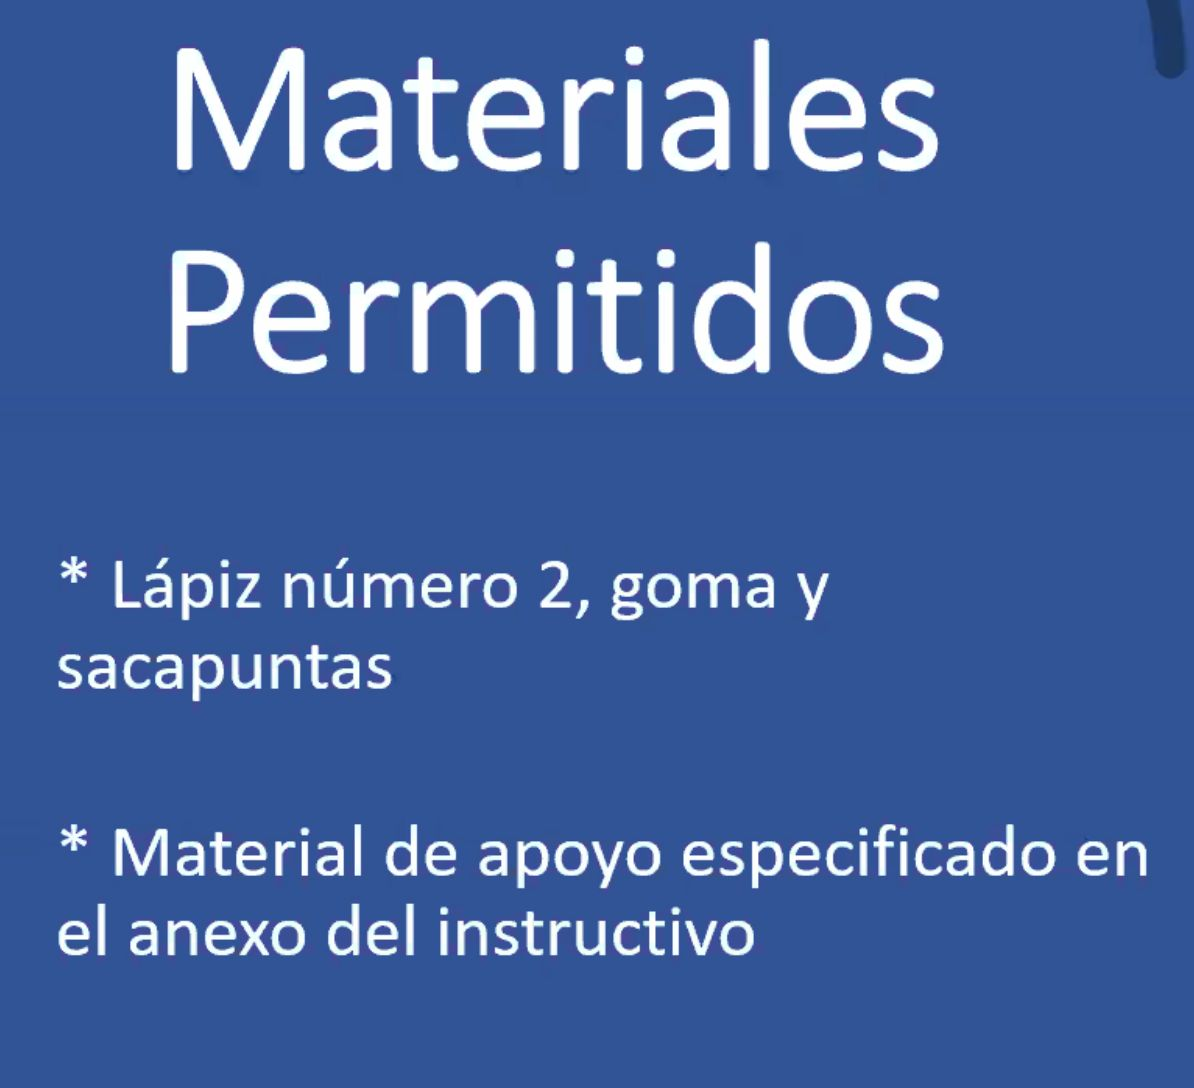 Materiales
Permitidos
* Lápiz número 2, goma y
sacapuntas
* Material de apoyo especificado en
el anexo del instructivo